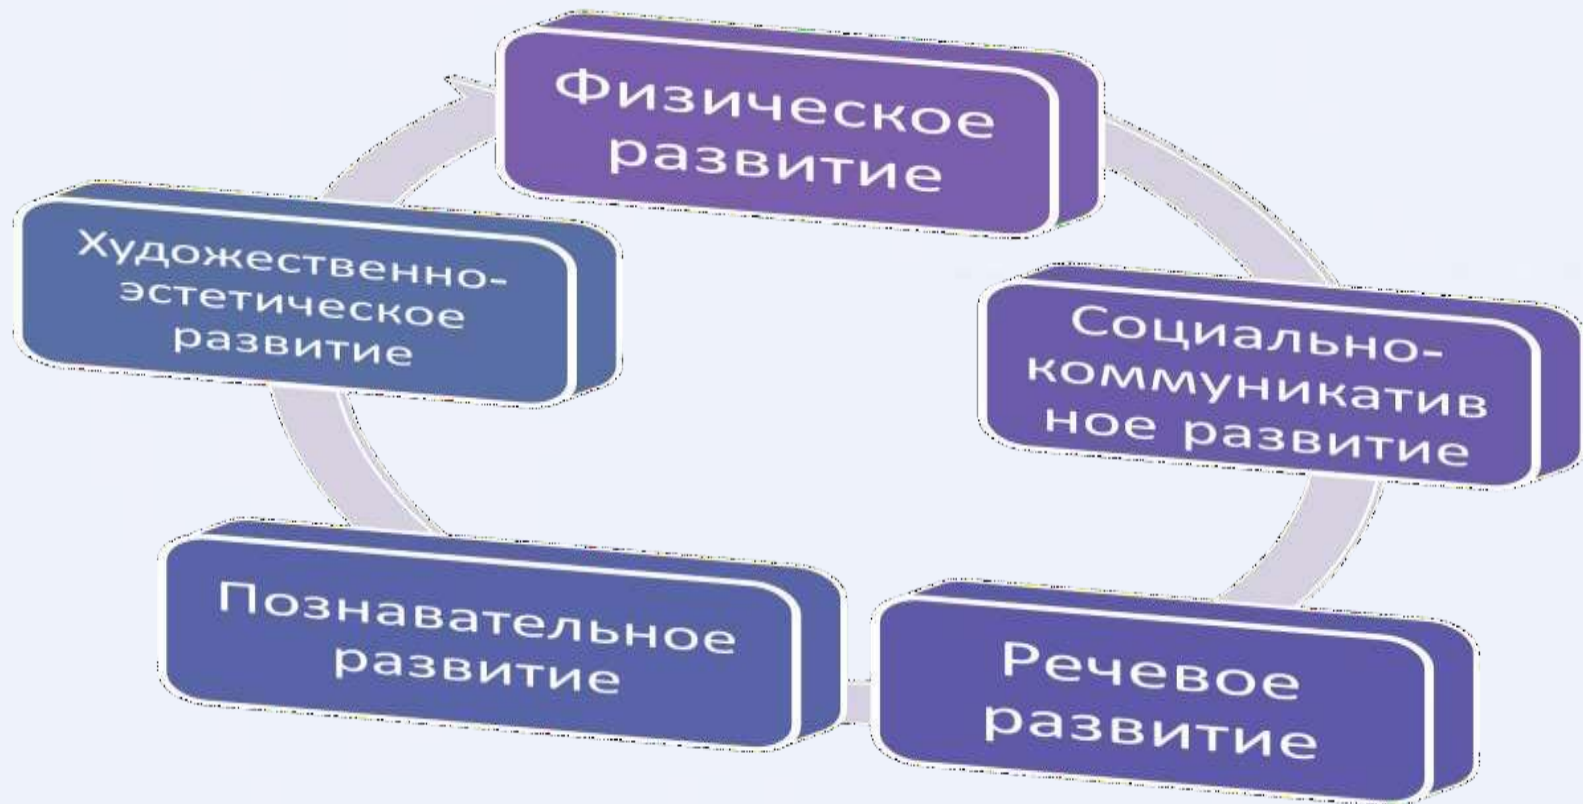 Физическое
развитие
Социально-
коммуникатив
ное развитие
Речевое
развитие
Познавательное
развитие
Художественно-
эстетическое
развитие